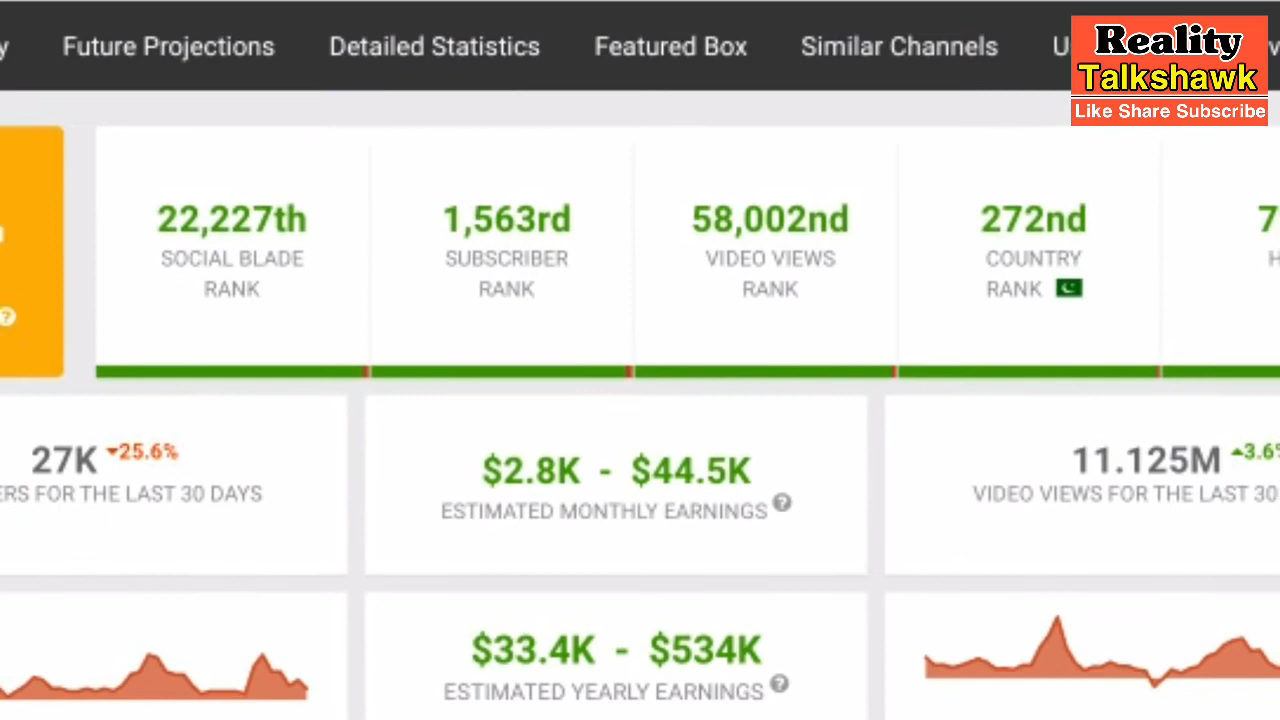 Future Projections
Detailed Statistics
Featured Box
Similar Channels
Reality
Talkshawk
Like Share Subscribe
22,227th
SOCIAL BLADE
RANK
1,563rd
SUBSCRIBER
RANK
58,002nd
VIDEO VIEWS
RANK
272nd
COUNTRY
RANK
27K 25.6%
FOR THE LAST 30 DAYS
$2.8K - $44.5K
ESTIMATED MONTHLY EARNINGS ?
11.125M 3.6%
VIDEO VIEWS FOR THE LAST 30
$33.4K - $534K
ESTIMATED YEARLY EARNINGS ?